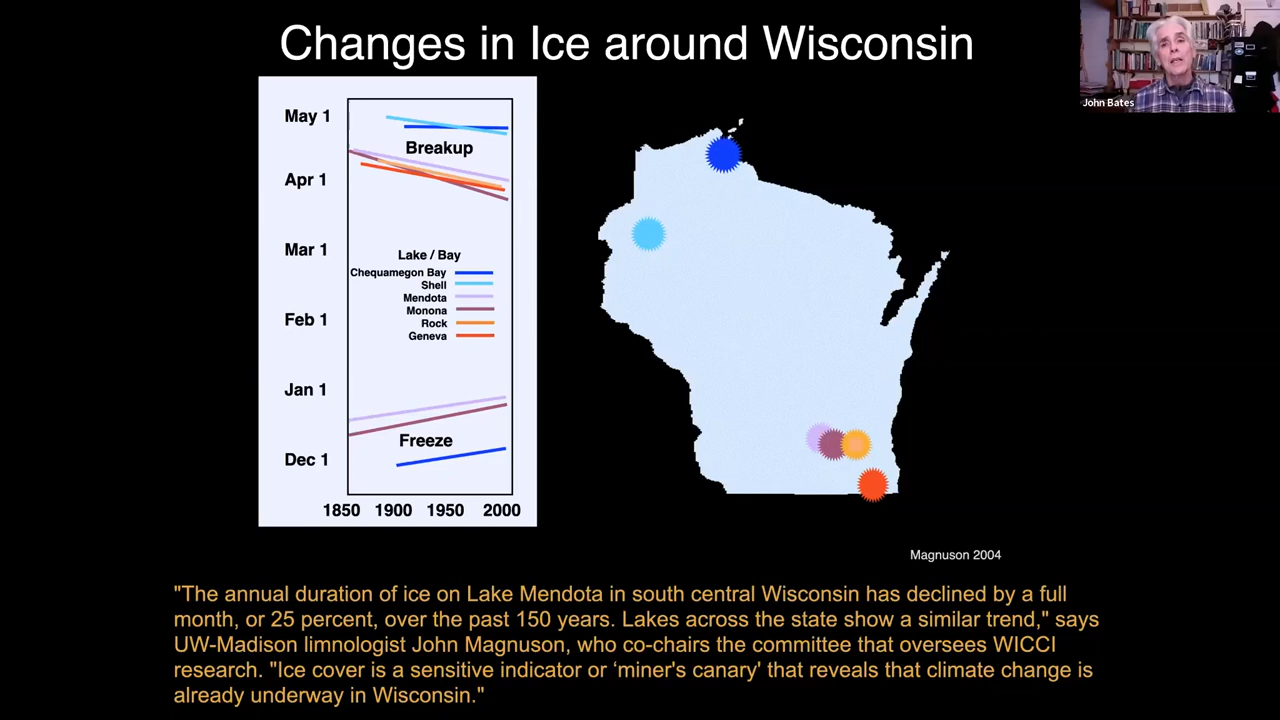 Changes in Ice around Wisconsin
John Bates
May 1
Breakup
Apr 1
Mar 1
Lake / Bay
Chequamegon Bay
Shell
Mendota
Monona
Rock
Geneva
Feb 1
Jan 1
Freeze
Dec 1
1850 1900 1950 2000
Magnuson 2004
"The annual duration of ice on Lake Mendota in south central Wisconsin has declined by a full
month, or 25 percent, over the past 150 years. Lakes across the state show a similar trend," says
UW-Madison limnologist John Magnuson, who co-chairs the committee that oversees WICCI
research. "Ice cover is a sensitive indicator or ‘miner's canary' that reveals that climate change is
already underway in Wisconsin."